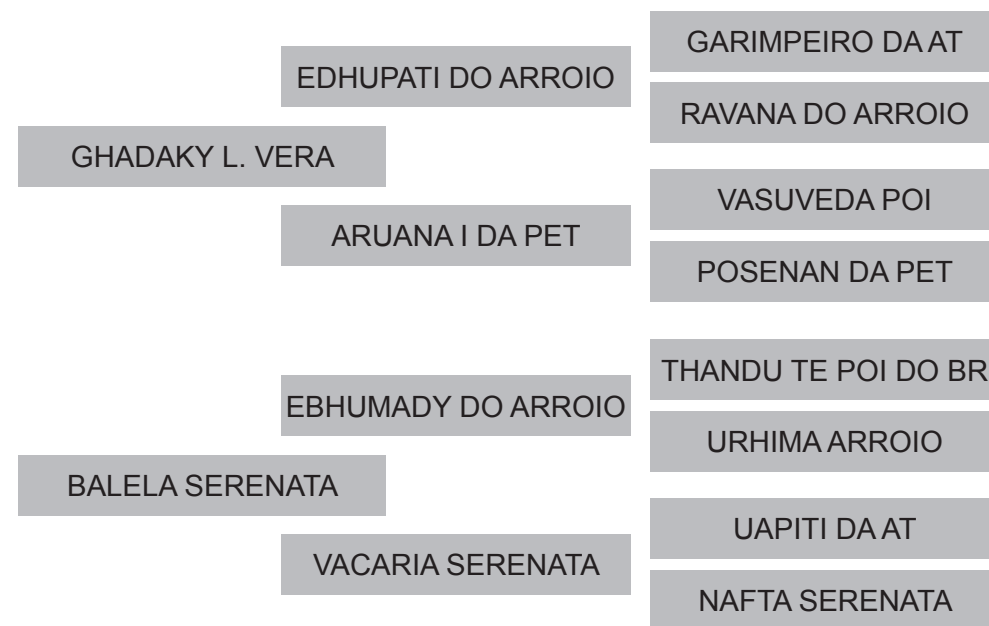 GARIMPEIRO DA AT
EDHUPATI DO ARROIO
RAVANA DO ARROIO
GHADAKY L. VERA
VASUVEDA POI
ARUANA I DA PET
POSENAN DA PET
THANDU TE POI DO BR
EBHUMADY DO ARROIO
URHIMA ARROIO
BALELA SERENATA
UAPITI DA AT
VACARIA SERENATA
NAFTA SERENATA